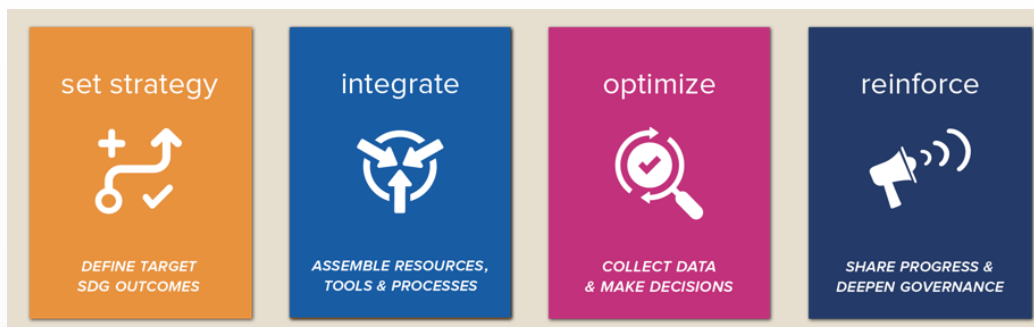 set strategy
DEFINE TARGET
SDG OUTCOMES
integrate
ASSEMBLE RESOURCES,
TOOLS & PROCESSES
optimize
COLLECT DATA
& MAKE DECISIONS
reinforce
SHARE PROGRESS &
DEEPEN GOVERNANCE